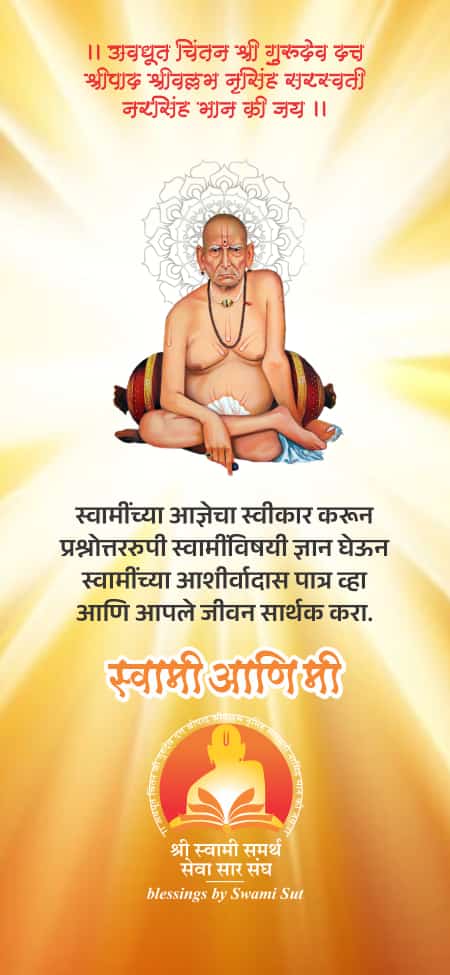 ।। अवधूत चिंतन श्री गुरुदेव दत्त
श्रीपाद श्रीवल्लभ नृसिंह सरस्वती
नरसिंह भान की जय ।।
स्वामींच्या आज्ञेचा स्वीकार करून
प्रश्नोत्तररुपी स्वामींविषयी ज्ञान घेऊन
स्वामींच्या आशीर्वादास पात्र व्हा
आणि आपले जीवन सार्थक करा.
स्वामी आणि मी
श्री स्वामी समर्थ
सेवा सार संघ
blessings by Swami Sut